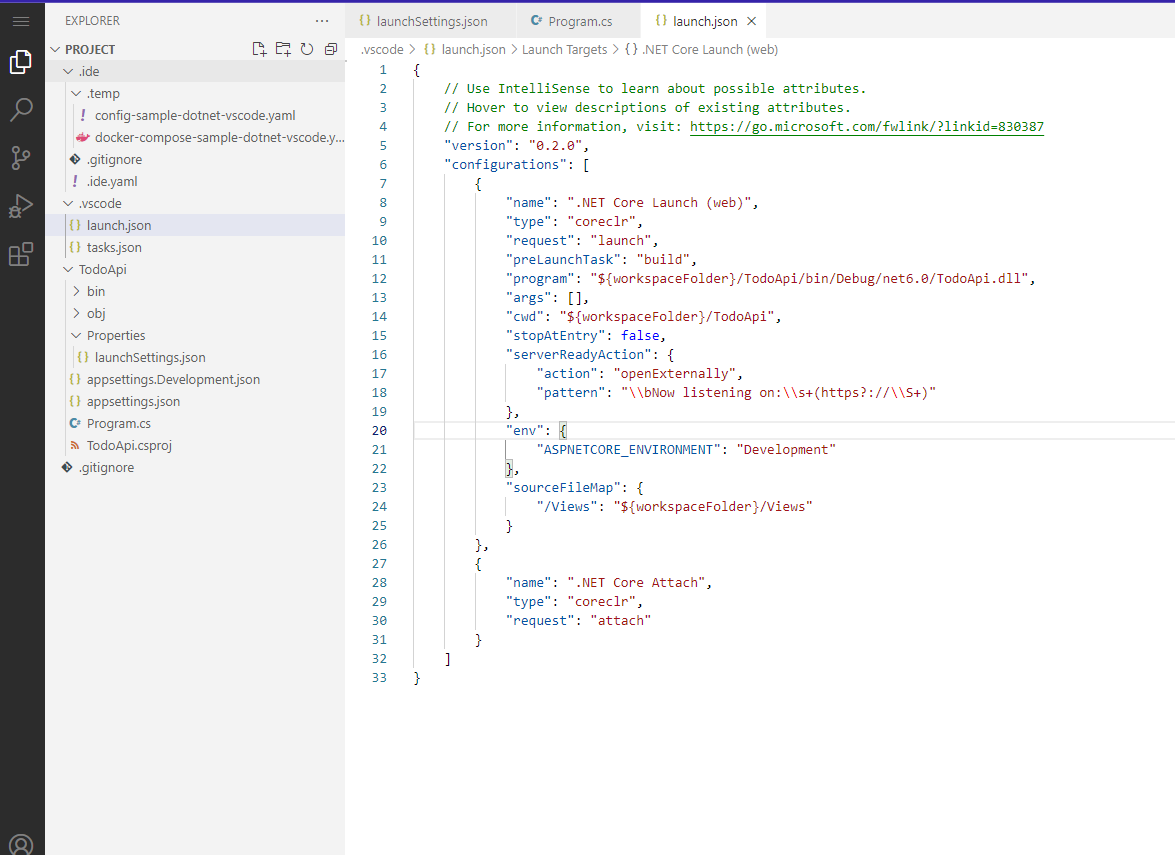 EXPLORER
...
launchSettings.json
Program.cs
launch.json
PROJECT
.vscode > launch.json > Launch Targets > {} .NET Core Launch (web)
.ide
.temp
config-sample-dotnet-vscode.yaml
docker-compose-sample-dotnet-vscode.y...
.gitignore
.ide.yaml
.vscode
launch.json
tasks.json
TodoApi
bin
obj
Properties
launchSettings.json
appsettings.Development.json
appsettings.json
Program.cs
TodoApi.csproj
.gitignore
1 {
2 // Use IntelliSense to learn about possible attributes.
3 // Hover to view descriptions of existing attributes.
4 // For more information, visit: https://go.microsoft.com/fwlink/?linkid=830387
5 "version": "0.2.0",
6 "configurations": [
7 {
8 "name": ".NET Core Launch (web)",
9 "type": "coreclr",
10 "request": "launch",
11 "preLaunchTask": "build",
12 "program": "${workspaceFolder}/TodoApi/bin/Debug/net6.0/TodoApi.dll",
13 "args": [],
14 "cwd": "${workspaceFolder}/TodoApi",
15 "stopAtEntry": false,
16 "serverReadyAction": {
17 "action": "openExternally",
18 "pattern": "\\bNow listening on:\\s+(https?://\\S+)"
19 },
20 "env": {
21 "ASPNETCORE_ENVIRONMENT": "Development"
22 },
23 "sourceFileMap": {
24 "/Views": "${workspaceFolder}/Views"
25 }
26 },
27 {
28 "name": ".NET Core Attach",
29 "type": "coreclr",
30 "request": "attach"
31 }
32 ]
33 }